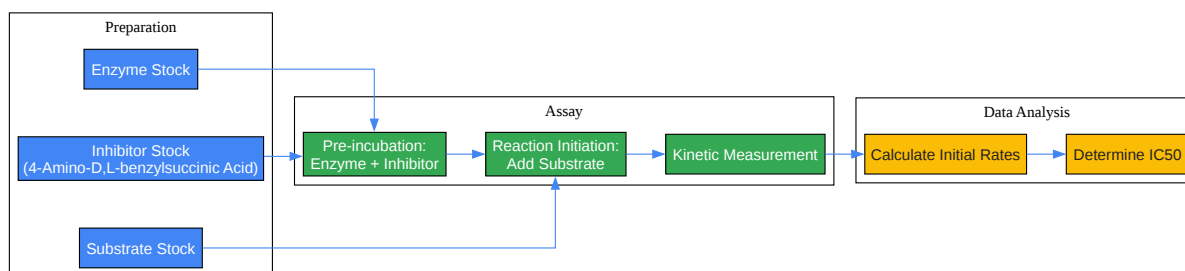 Preparation
Enzyme Stock
Inhibitor Stock
(4-Amino-D,L-benzylsuccinic Acid)
Substrate Stock
Assay
Pre-incubation:
Enzyme + Inhibitor
Reaction Initiation:
Add Substrate
Kinetic Measurement
Data Analysis
Calculate Initial Rates
Determine IC50